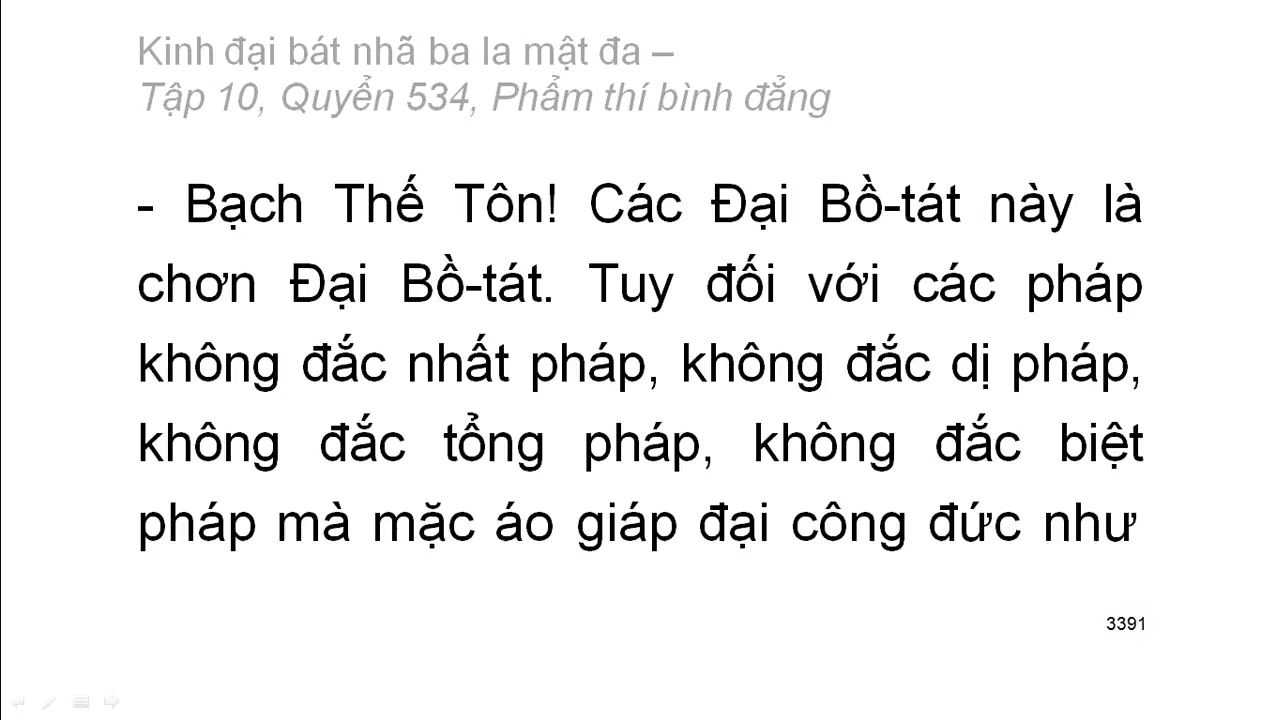 Kinh đại bát nhã ba la mật đa –
Tập 10, Quyển 534, Phẩm thí bình đẳng
- Bạch Thế Tôn! Các Đại Bồ-tát này là
chơn Đại Bồ-tát. Tuy đối với các pháp
không đắc nhất pháp, không đắc dị pháp,
không đắc tổng pháp, không đắc biệt
pháp mà mặc áo giáp đại công đức như
3391